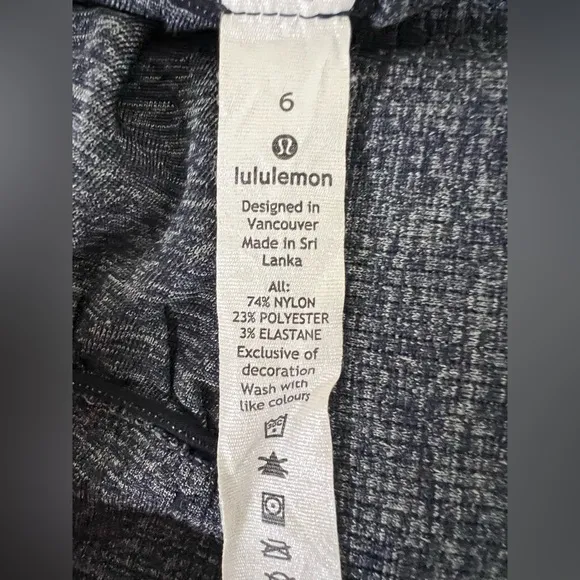 6
lululemon
Designed in
Vancouver
Made in Sri
Lanka
All:
74% NYLON
23% POLYESTER
3% ELASTANE
Exclusive of
decoration
Wash with
like colours